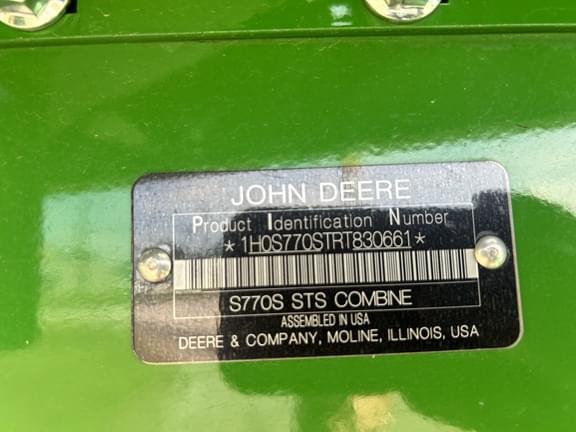 JOHN DEERE
Product Identification Number
*1H0S770STRT830661*
S770S STS COMBINE
ASSEMBLED IN USA
DEERE & COMPANY, MOLINE, ILLINOIS, USA